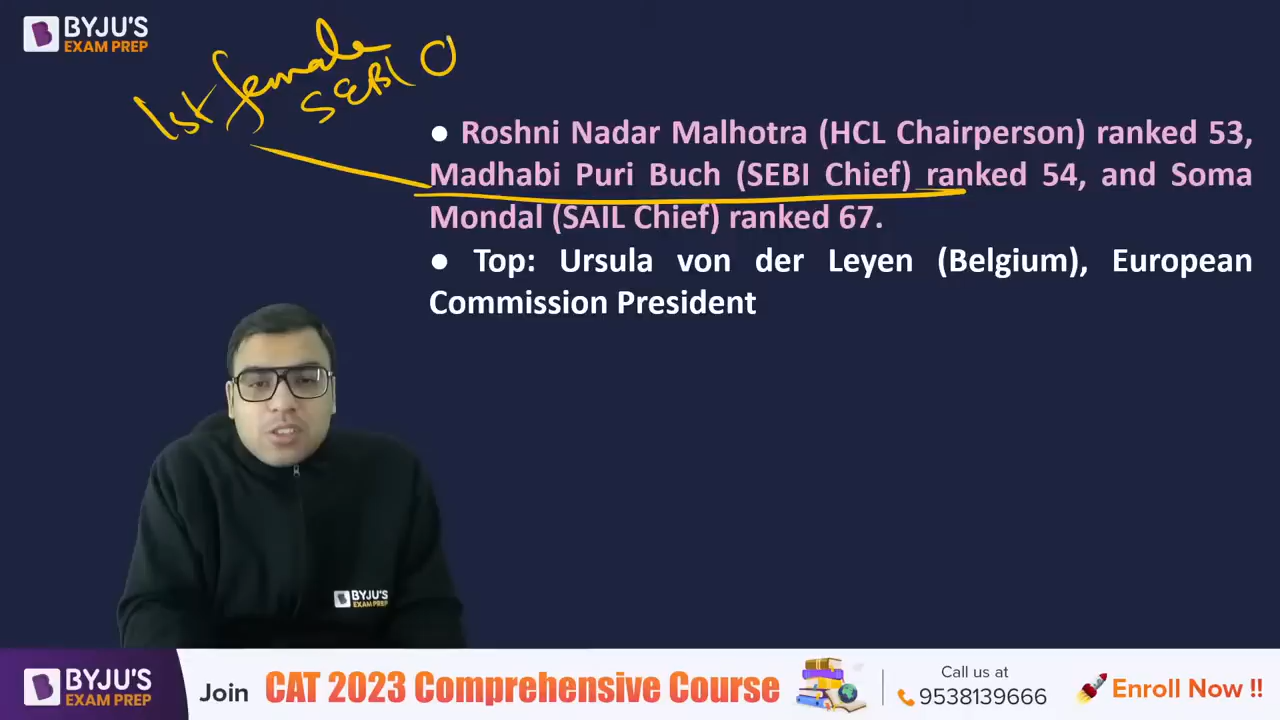 BYJU'S
EXAM PREP
1st female
SEBI C
● Roshni Nadar Malhotra (HCL Chairperson) ranked 53,
Madhabi Puri Buch (SEBI Chief) ranked 54, and Soma
Mondal (SAIL Chief) ranked 67.
● Top: Ursula von der Leyen (Belgium), European
Commission President
BYJU'S
EXAM PREP
BYJU'S
EXAM PREP
Join CAT 2023 Comprehensive Course
Call us at
9538139666
Enroll Now !!